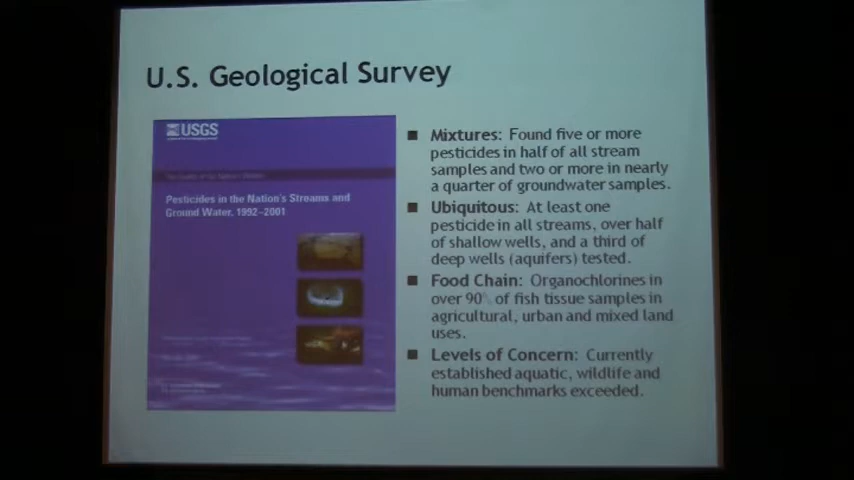 U.S. Geological Survey
USGS
Pesticides in the Nation's Streams and
Ground Water, 1992–2001
■ Mixtures: Found five or more
pesticides in half of all stream
samples and two or more in nearly
a quarter of groundwater samples.
■ Ubiquitous: At least one
pesticide in all streams, over half
of shallow wells, and a third of
deep wells (aquifers) tested.
■ Food Chain: Organochlorines in
over 90% of fish tissue samples in
agricultural, urban and mixed land
uses.
■ Levels of Concern: Currently
established aquatic, wildlife and
human benchmarks exceeded.